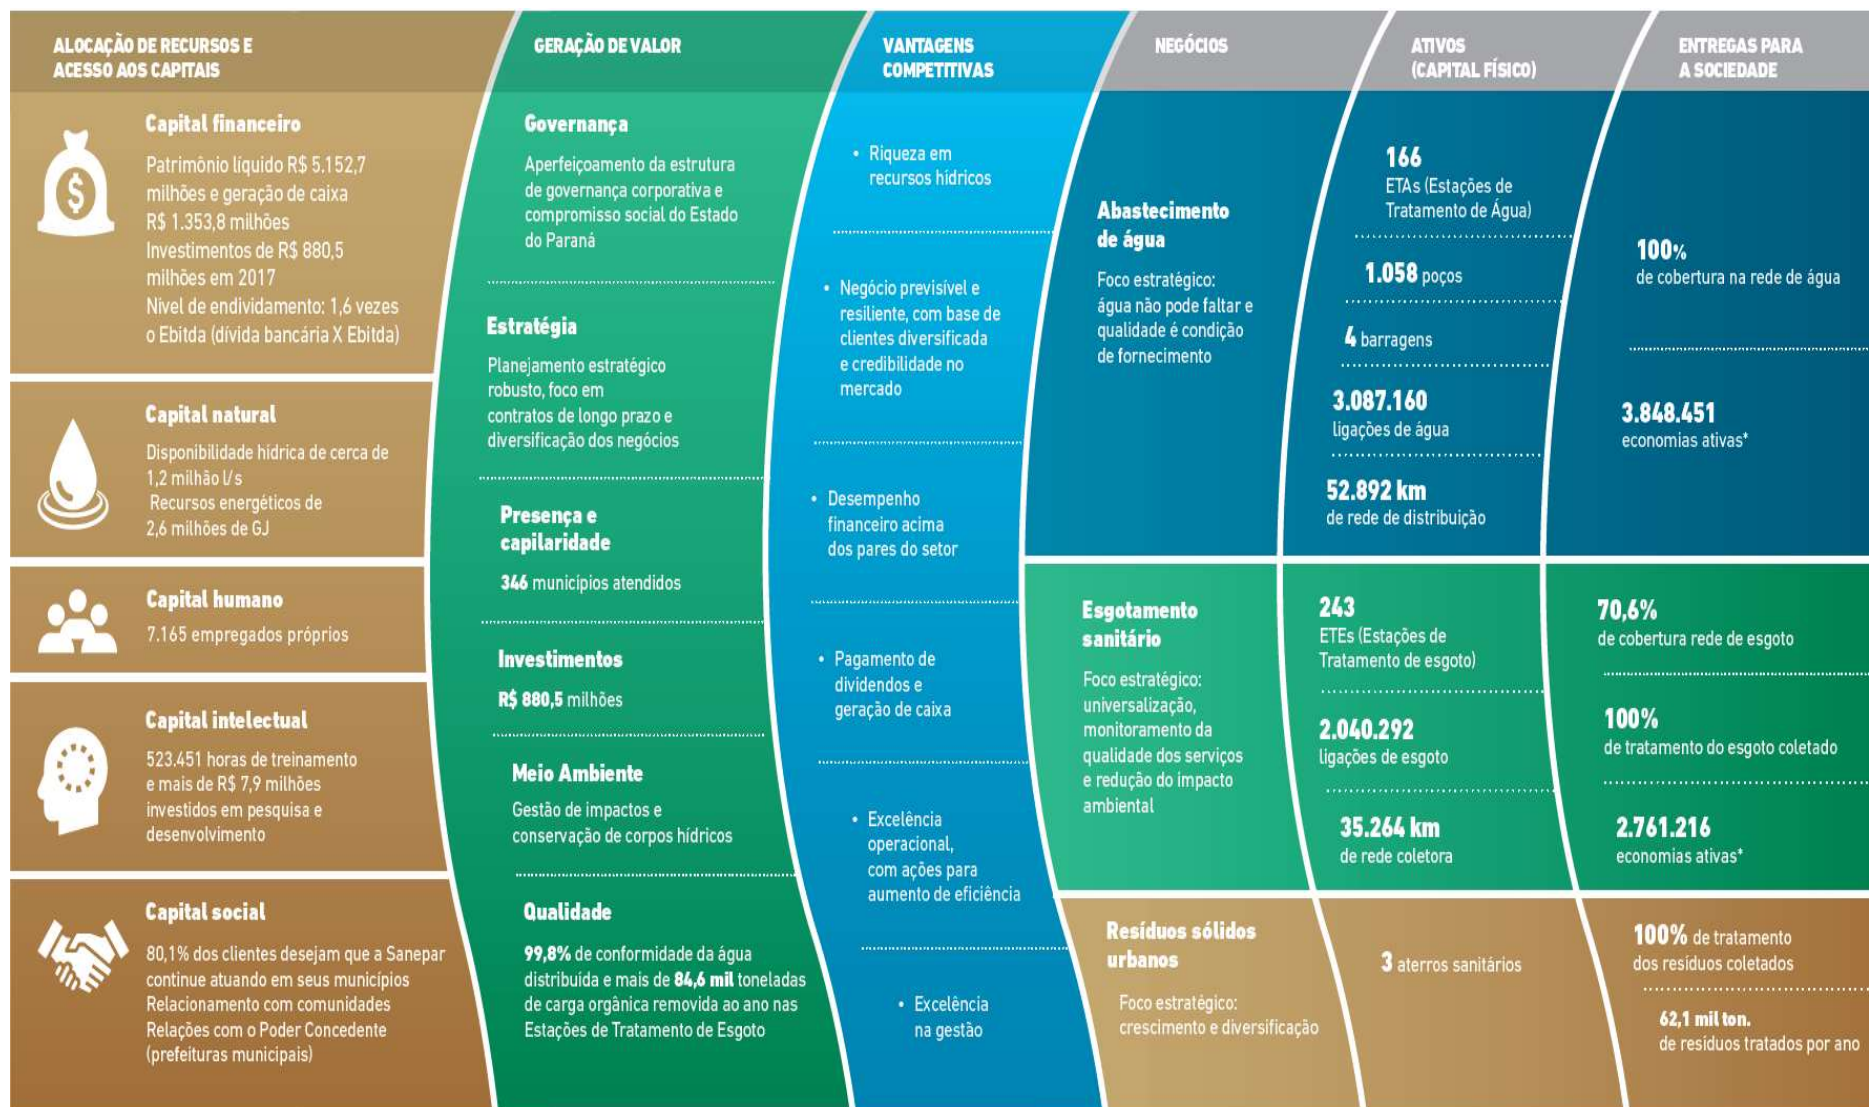 ALOCAÇÃO DE RECURSOS E
ACESSO AOS CAPITAIS
Capital financeiro
Patrimônio líquido R$ 5.152,7
milhões e geração de caixa
R$ 1.353,8 milhões
Investimentos de R$ 880,5
milhões em 2017
Nível de endividamento: 1,6 vezes
o Ebitda (dívida bancária X Ebitda)
Capital natural
Disponibilidade hídrica de cerca de
1,2 milhão l/s
Recursos energéticos de
2,6 milhões de GJ
Capital humano
7.165 empregados próprios
Capital intelectual
523.451 horas de treinamento
e mais de R$ 7,9 milhões
investidos em pesquisa e
desenvolvimento
Capital social
80,1% dos clientes desejam que a Sanepar
continue atuando em seus municípios
Relacionamento com comunidades
Relações com o Poder Concedente
(prefeituras municipais)
GERAÇÃO DE VALOR
Governança
Aperfeiçoamento da estrutura
de governança corporativa e
compromisso social do Estado
do Paraná
Estratégia
Planejamento estratégico
robusto, foco em
contratos de longo prazo e
diversificação dos negócios
Presença e
capilaridade
346 municípios atendidos
Investimentos
R$ 880,5 milhões
Meio Ambiente
Gestão de impactos e
conservação de corpos hídricos
Qualidade
99,8% de conformidade da água
distribuída e mais de 84,6 mil toneladas
de carga orgânica removida ao ano nas
Estações de Tratamento de Esgoto
VANTAGENS
COMPETITIVAS
• Riqueza em
recursos hídricos
• Negócio previsível e
resiliente, com base de
clientes diversificada
e credibilidade no
mercado
• Desempenho
financeiro acima
dos pares do setor
• Pagamento de
dividendos e
geração de caixa
• Excelência
operacional,
com ações para
aumento de eficiência
• Excelência
na gestão
NEGÓCIOS
Abastecimento
de água
Foco estratégico:
água não pode faltar e
qualidade é condição
de fornecimento
Esgotamento
sanitário
Foco estratégico:
universalização,
monitoramento da
qualidade dos serviços
e redução do impacto
ambiental
Resíduos sólidos
urbanos
Foco estratégico:
crescimento e diversificação
ATIVOS
(CAPITAL FÍSICO)
166
ETAs (Estações de
Tratamento de Água)
1.058 poços
4 barragens
3.087.160
ligações de água
52.892 km
de rede de distribuição
243
ETEs (Estações de
Tratamento de esgoto)
2.040.292
ligações de esgoto
35.264 km
de rede coletora
3 aterros sanitários
ENTREGAS PARA
A SOCIEDADE
100%
de cobertura na rede de água
3.848.451
economias ativas*
70,6%
de cobertura rede de esgoto
100%
de tratamento do esgoto coletado
2.761.216
economias ativas*
100% de tratamento
dos resíduos coletados
62,1 mil ton.
de resíduos tratados por ano